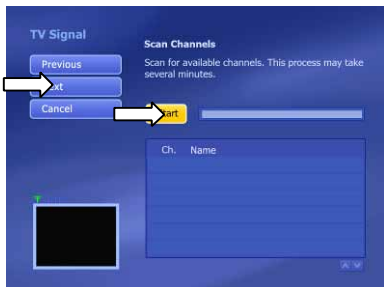 TV Signal
Previous
Cancel
Scan Channels
Scan for available channels. This process may take
several minutes.
Ch. Name